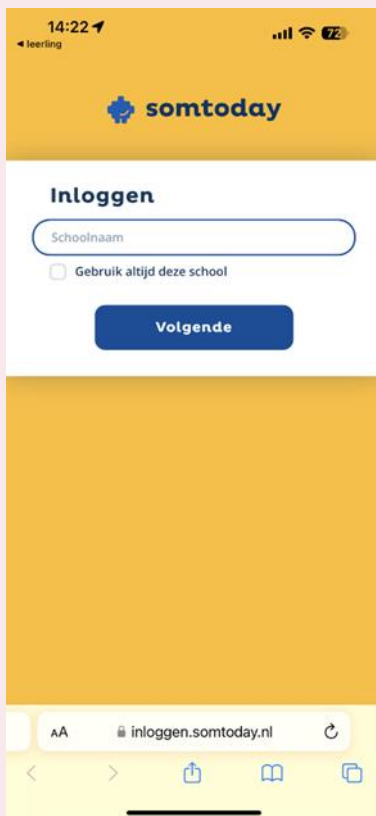 14:22
72
leerling
somtoday
Inloggen
Schoolnaam
Gebruik altijd deze school
Volgende
AA
inloggen.somtoday.nl